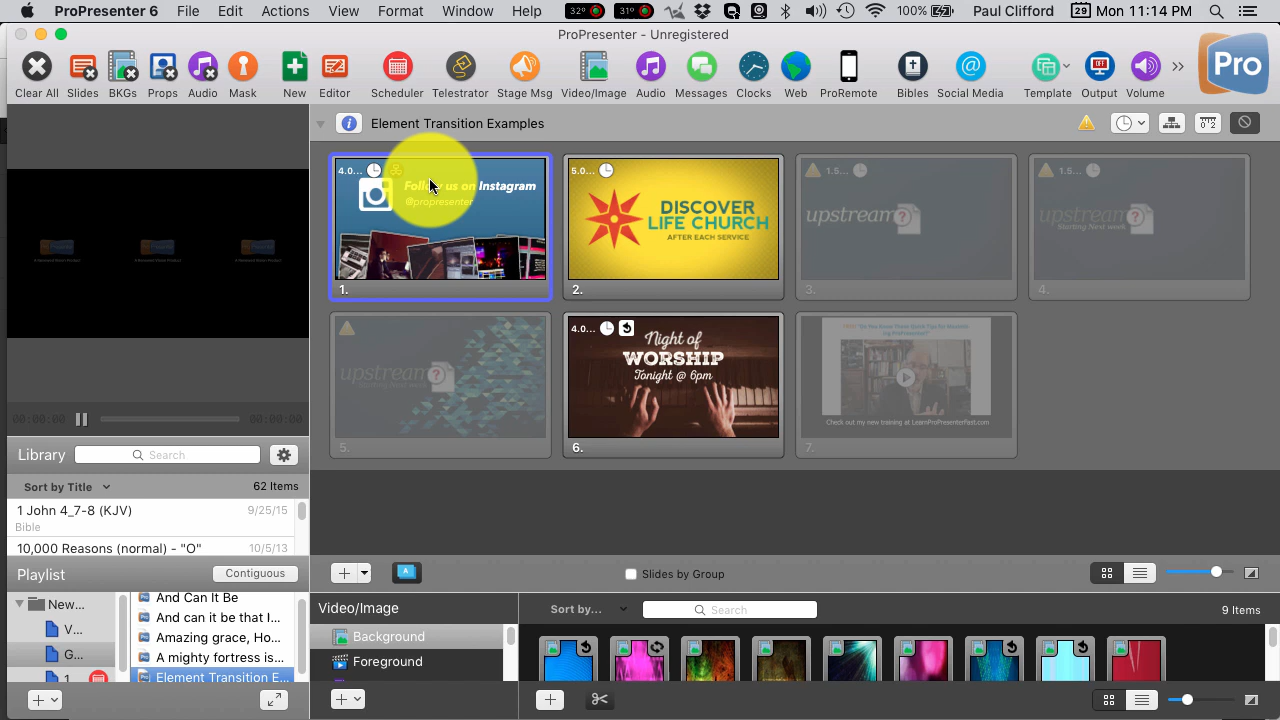 ProPresenter 6 File Edit Actions View Format Window Help 32° 31° 100% Paul Clifford 29 Mon 11:14 PM
ProPresenter - Unregistered
Clear All Slides BKGs Props Audio Mask New Editor Scheduler Telestrator Stage Msg Video/Image Audio Messages Clocks Web ProRemote Bibles Social Media Template Output Volume Pro
Element Transition Examples
4.0...
Follow us on Instagram
@propresenter
1.
5.0...
DISCOVER
LIFE CHURCH
AFTER EACH SERVICE
2.
1.5...
upstream
3.
1.5...
upstream
Starting Next week
4.
upstream
5.
4.0...
Night of
WORSHIP
Tonight @ 6pm
6.
Check out my new training at LearnProPresenterFast.com
7.
00:00:00 00:00:00
Library Search
Sort by Title 62 Items
1 John 4_7-8 (KJV) 9/25/15
Bible
10,000 Reasons (normal) - "O" 10/5/13
Playlist Contiguous
New...
V...
G...
1
And Can It Be
And can it be that I...
Amazing grace, Ho...
A mighty fortress is...
Element Transition E...
Slides by Group
Video/Image
Background
Foreground
Sort by... Search 9 Items